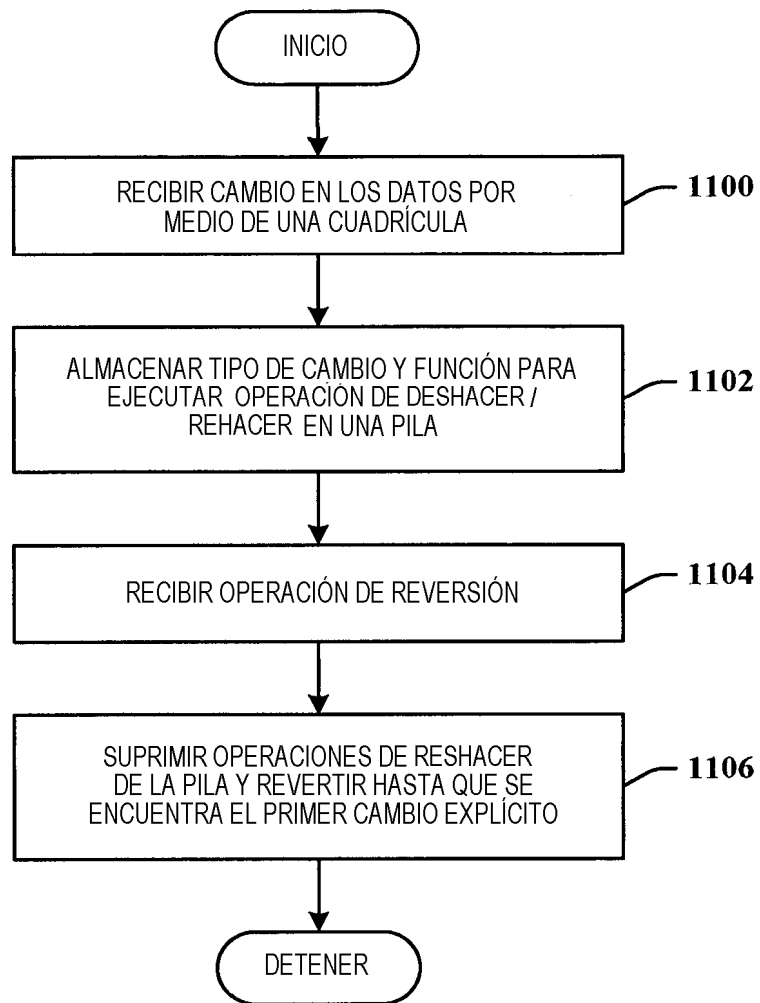 INICIO
RECIBIR CAMBIO EN LOS DATOS POR
MEDIO DE UNA CUADRÍCULA
1100
ALMACENAR TIPO DE CAMBIO Y FUNCIÓN PARA
EJECUTAR OPERACIÓN DE DESHACER /
REHACER EN UNA PILA
1102
RECIBIR OPERACIÓN DE REVERSIÓN
1104
SUPRIMIR OPERACIONES DE RESHACER
DE LA PILA Y REVERTIR HASTA QUE SE
ENCUENTRA EL PRIMER CAMBIO EXPLÍCITO
1106
DETENER